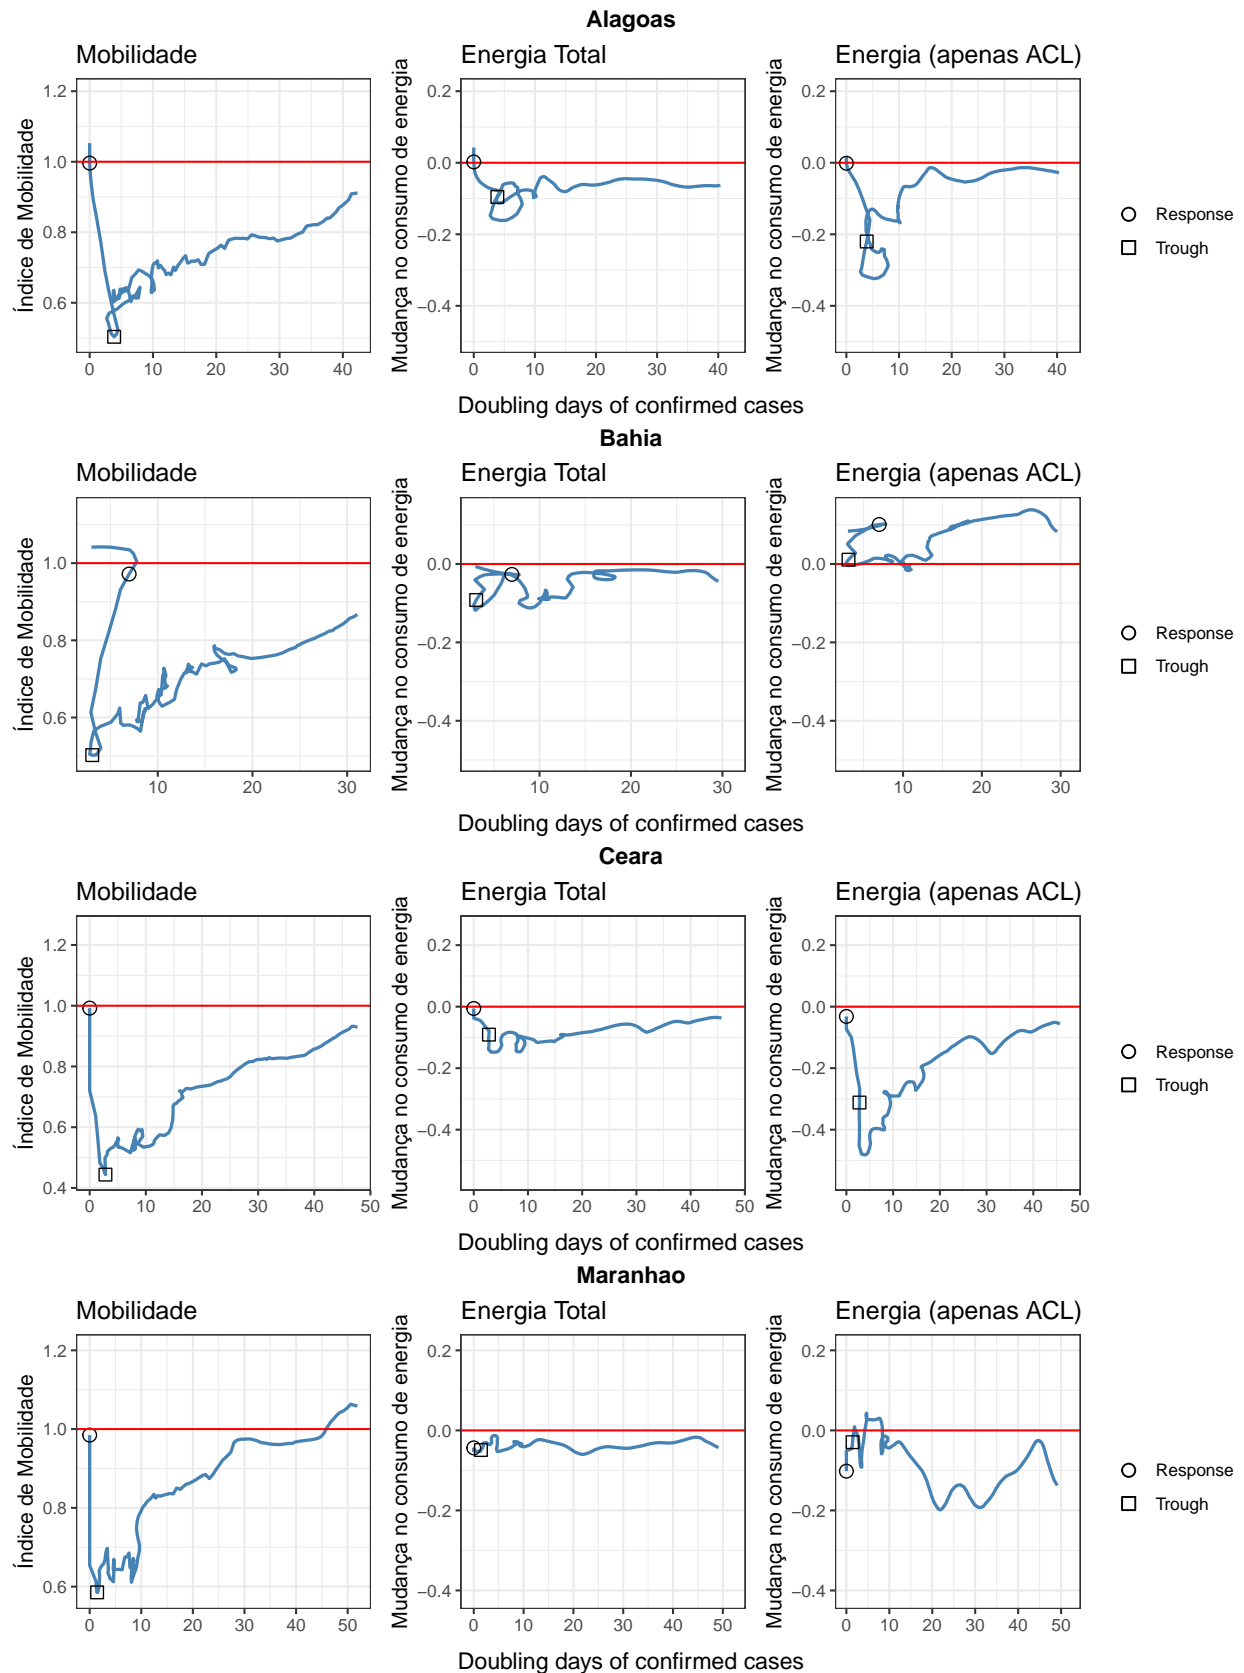 Alagoas
Mobilidade
Energia Total
Energia (apenas ACL)
Índice de Mobilidade
1.2
1.0
0.8
0.6
0 10 20 30 40
Mudança no consumo de energia
0.2
0.0
−0.2
−0.4
0 10 20 30 40
Mudança no consumo de energia
0.2
0.0
−0.2
−0.4
0 10 20 30 40
Response
Trough
Doubling days of confirmed cases
Bahia
Mobilidade
Energia Total
Energia (apenas ACL)
Índice de Mobilidade
1.0
0.8
0.6
10 20 30
Mudança no consumo de energia
0.0
−0.2
−0.4
10 20 30
Mudança no consumo de energia
0.0
−0.2
−0.4
10 20 30
Response
Trough
Doubling days of confirmed cases
Ceara
Mobilidade
Energia Total
Energia (apenas ACL)
Índice de Mobilidade
1.2
1.0
0.8
0.6
0.4
0 10 20 30 40 50
Mudança no consumo de energia
0.2
0.0
−0.2
−0.4
0 10 20 30 40 50
Mudança no consumo de energia
0.2
0.0
−0.2
−0.4
0 10 20 30 40 50
Response
Trough
Doubling days of confirmed cases
Maranhao
Mobilidade
Energia Total
Energia (apenas ACL)
Índice de Mobilidade
1.2
1.0
0.8
0.6
0 10 20 30 40 50
Mudança no consumo de energia
0.2
0.0
−0.2
−0.4
0 10 20 30 40 50
Mudança no consumo de energia
0.2
0.0
−0.2
−0.4
0 10 20 30 40 50
Response
Trough
Doubling days of confirmed cases